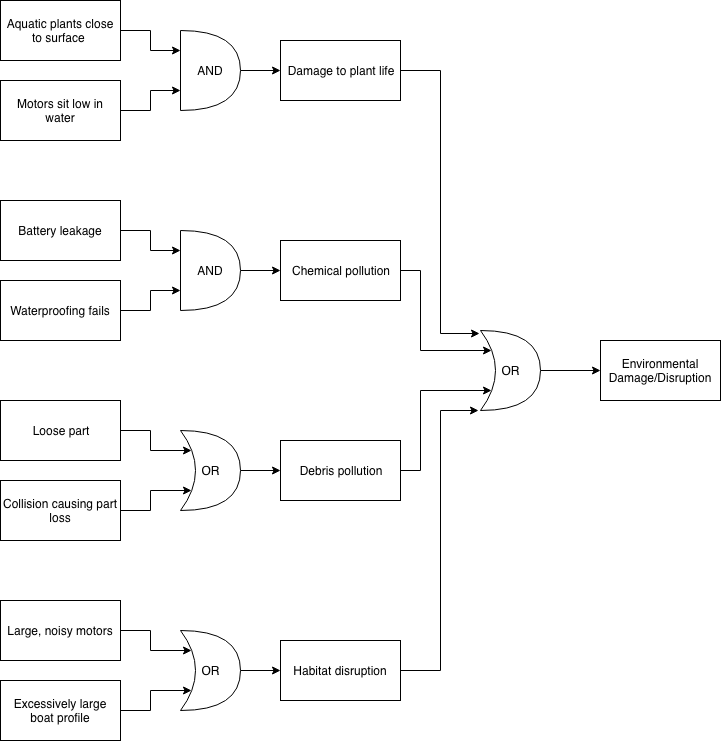 Aquatic plants close
to surface
Motors sit low in
water
AND
Damage to plant life
Battery leakage
Waterproofing fails
AND
Chemical pollution
OR
Environmental
Damage/Disruption
Loose part
Collision causing part
loss
OR
Debris pollution
Large, noisy motors
Excessively large
boat profile
OR
Habitat disruption